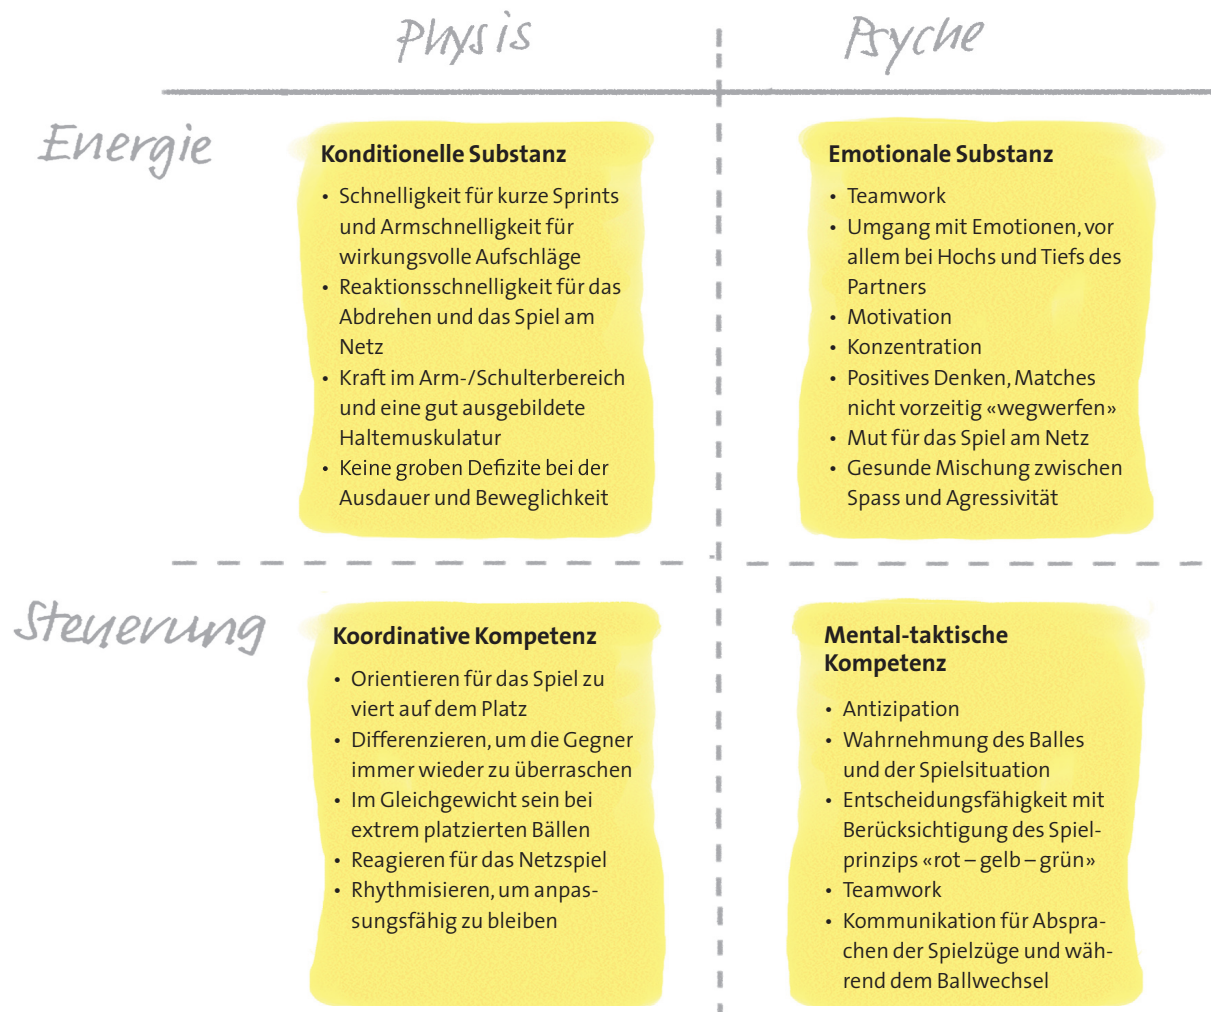 Physis
Psyche
Energie
Konditionelle Substanz
• Schnelligkeit für kurze Sprints
und Armschnelligkeit für
wirkungsvolle Aufschläge
• Reaktionsschnelligkeit für das
Abdrehen und das Spiel am
Netz
• Kraft im Arm-/Schulterbereich
und eine gut ausgebildete
Haltemuskulatur
• Keine groben Defizite bei der
Ausdauer und Beweglichkeit
Emotionale Substanz
• Teamwork
• Umgang mit Emotionen, vor
allem bei Hochs und Tiefs des
Partners
• Motivation
• Konzentration
• Positives Denken, Matches
nicht vorzeitig «wegwerfen»
• Mut für das Spiel am Netz
• Gesunde Mischung zwischen
Spass und Agressivität
Steuerung
Koordinative Kompetenz
• Orientieren für das Spiel zu
viert auf dem Platz
• Differenzieren, um die Gegner
immer wieder zu überraschen
• Im Gleichgewicht sein bei
extrem platzierten Bällen
• Reagieren für das Netzspiel
• Rhythmisieren, um anpas-
sungsfähig zu bleiben
Mental-taktische
Kompetenz
• Antizipation
• Wahrnehmung des Balles
und der Spielsituation
• Entscheidungsfähigkeit mit
Berücksichtigung des Spiel-
prinzips «rot – gelb – grün»
• Teamwork
• Kommunikation für Abspra-
chen der Spielzüge und wäh-
rend dem Ballwechsel